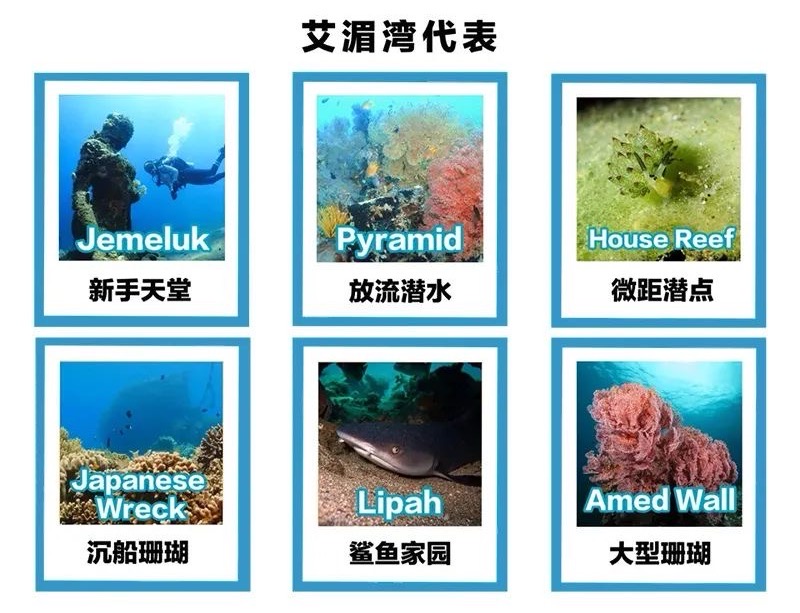 艾湄湾代表
Jemeluk
新手天堂
Pyramid
放流潜水
House Reef
微距潜点
Japanese
Wreck
沉船珊瑚
Lipah
鲨鱼家园
Amed Wall
大型珊瑚